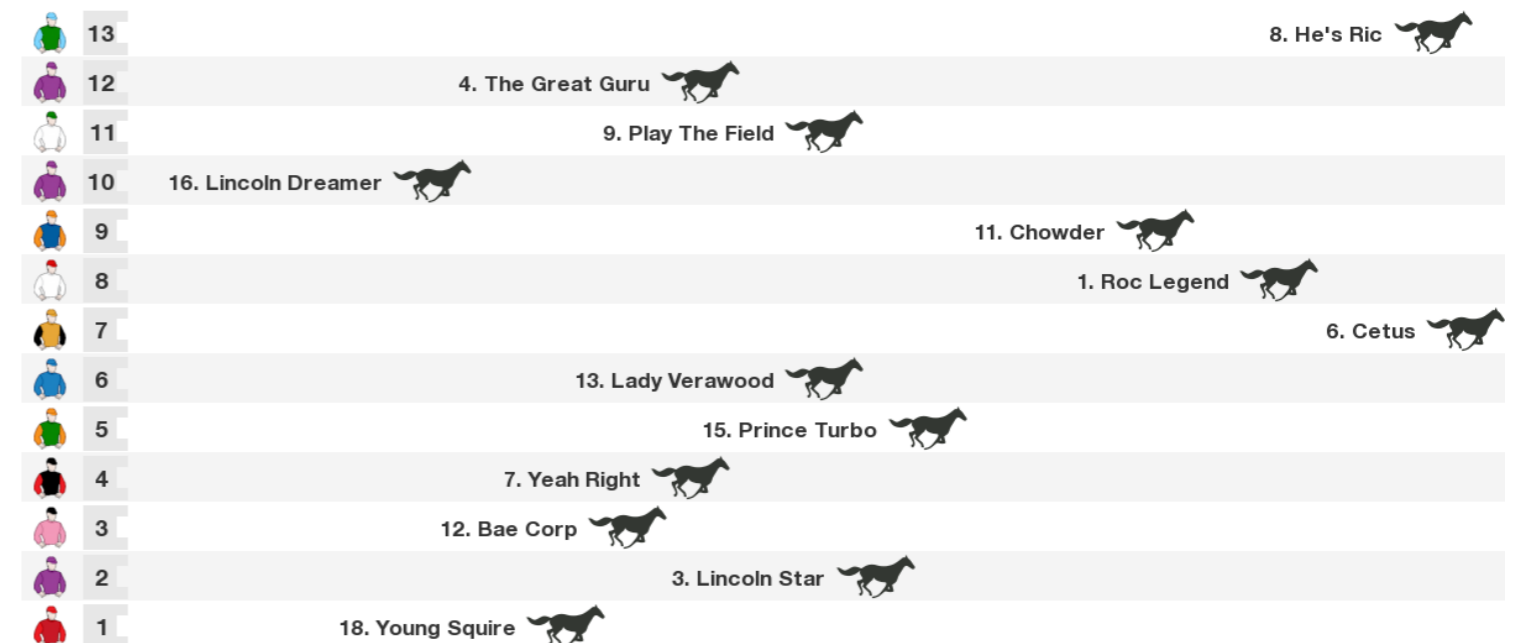 13 8. He's Ric
12 4. The Great Guru
11 9. Play The Field
10 16. Lincoln Dreamer
9 11. Chowder
8 1. Roc Legend
7 6. Cetus
6 13. Lady Verawood
5 15. Prince Turbo
4 7. Yeah Right
3 12. Bae Corp
2 3. Lincoln Star
1 18. Young Squire